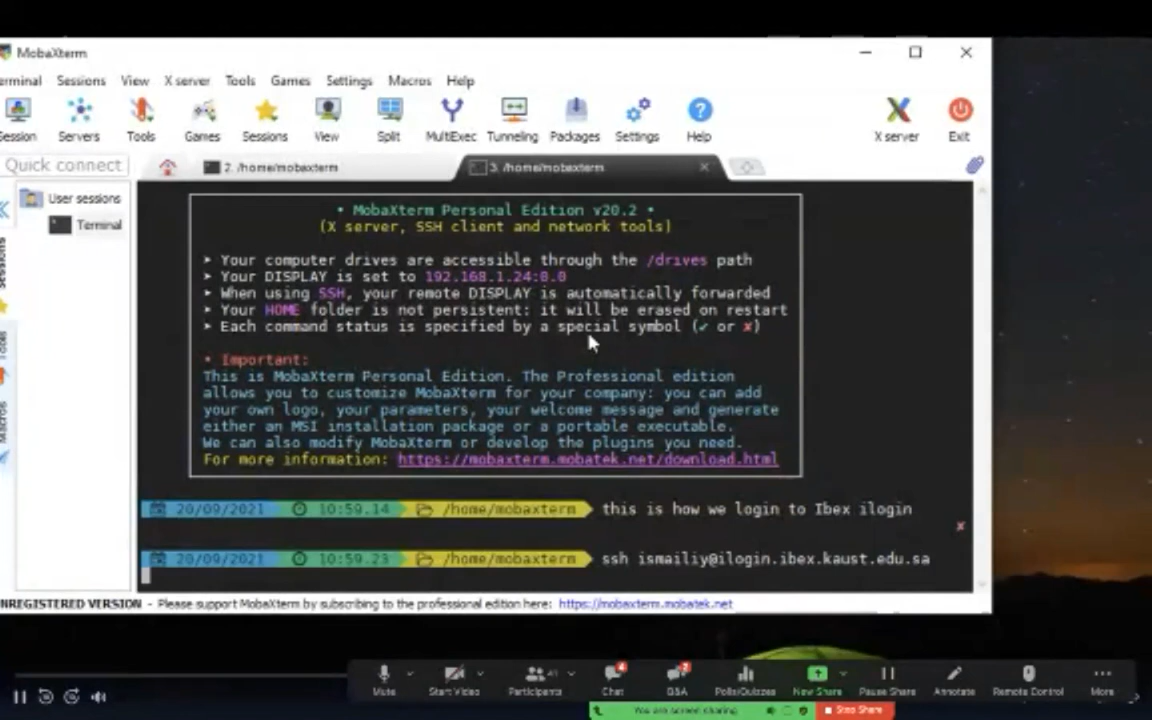 MobaXterm
Sessions View X server Tools Games Settings Macros Help
Session Servers Tools Games Sessions View Split MultiExec Tunneling Packages Settings Help X server Exit
Quick connect
2. /home/mobaxterm
3. /home/mobaxterm
User sessions
Terminal
Sessions
Tools
Macros
• MobaXterm Personal Edition v20.2 •
(X server, SSH client and network tools)
➤ Your computer drives are accessible through the /drives path
➤ Your DISPLAY is set to 192.168.1.24:0.0
➤ When using SSH, your remote DISPLAY is automatically forwarded
➤ Your HOME folder is not persistent: it will be erased on restart
➤ Each command status is specified by a special symbol (✓ or ✗)
• Important:
This is MobaXterm Personal Edition. The Professional edition
allows you to customize MobaXterm for your company: you can add
your own logo, your parameters, your welcome message and generate
either an MSI installation package or a portable executable.
We can also modify MobaXterm or develop the plugins you need.
For more information: https://mobaxterm.mobatek.net/download.html
20/09/2021 10:59.14 /home/mobaxterm this is how we login to Ibex ilogin
✗
20/09/2021 10:59.23 /home/mobaxterm ssh ismailiy@ilogin.ibex.kaust.edu.sa
NREGISTERED VERSION - Please support MobaXterm by subscribing to the professional edition here: https://mobaxterm.mobatek.net
Mute Start Video Participants Chat Q&A Polls/Quizzes New Share Pause Share Annotate Remote Control More
You are screen sharing Stop Share